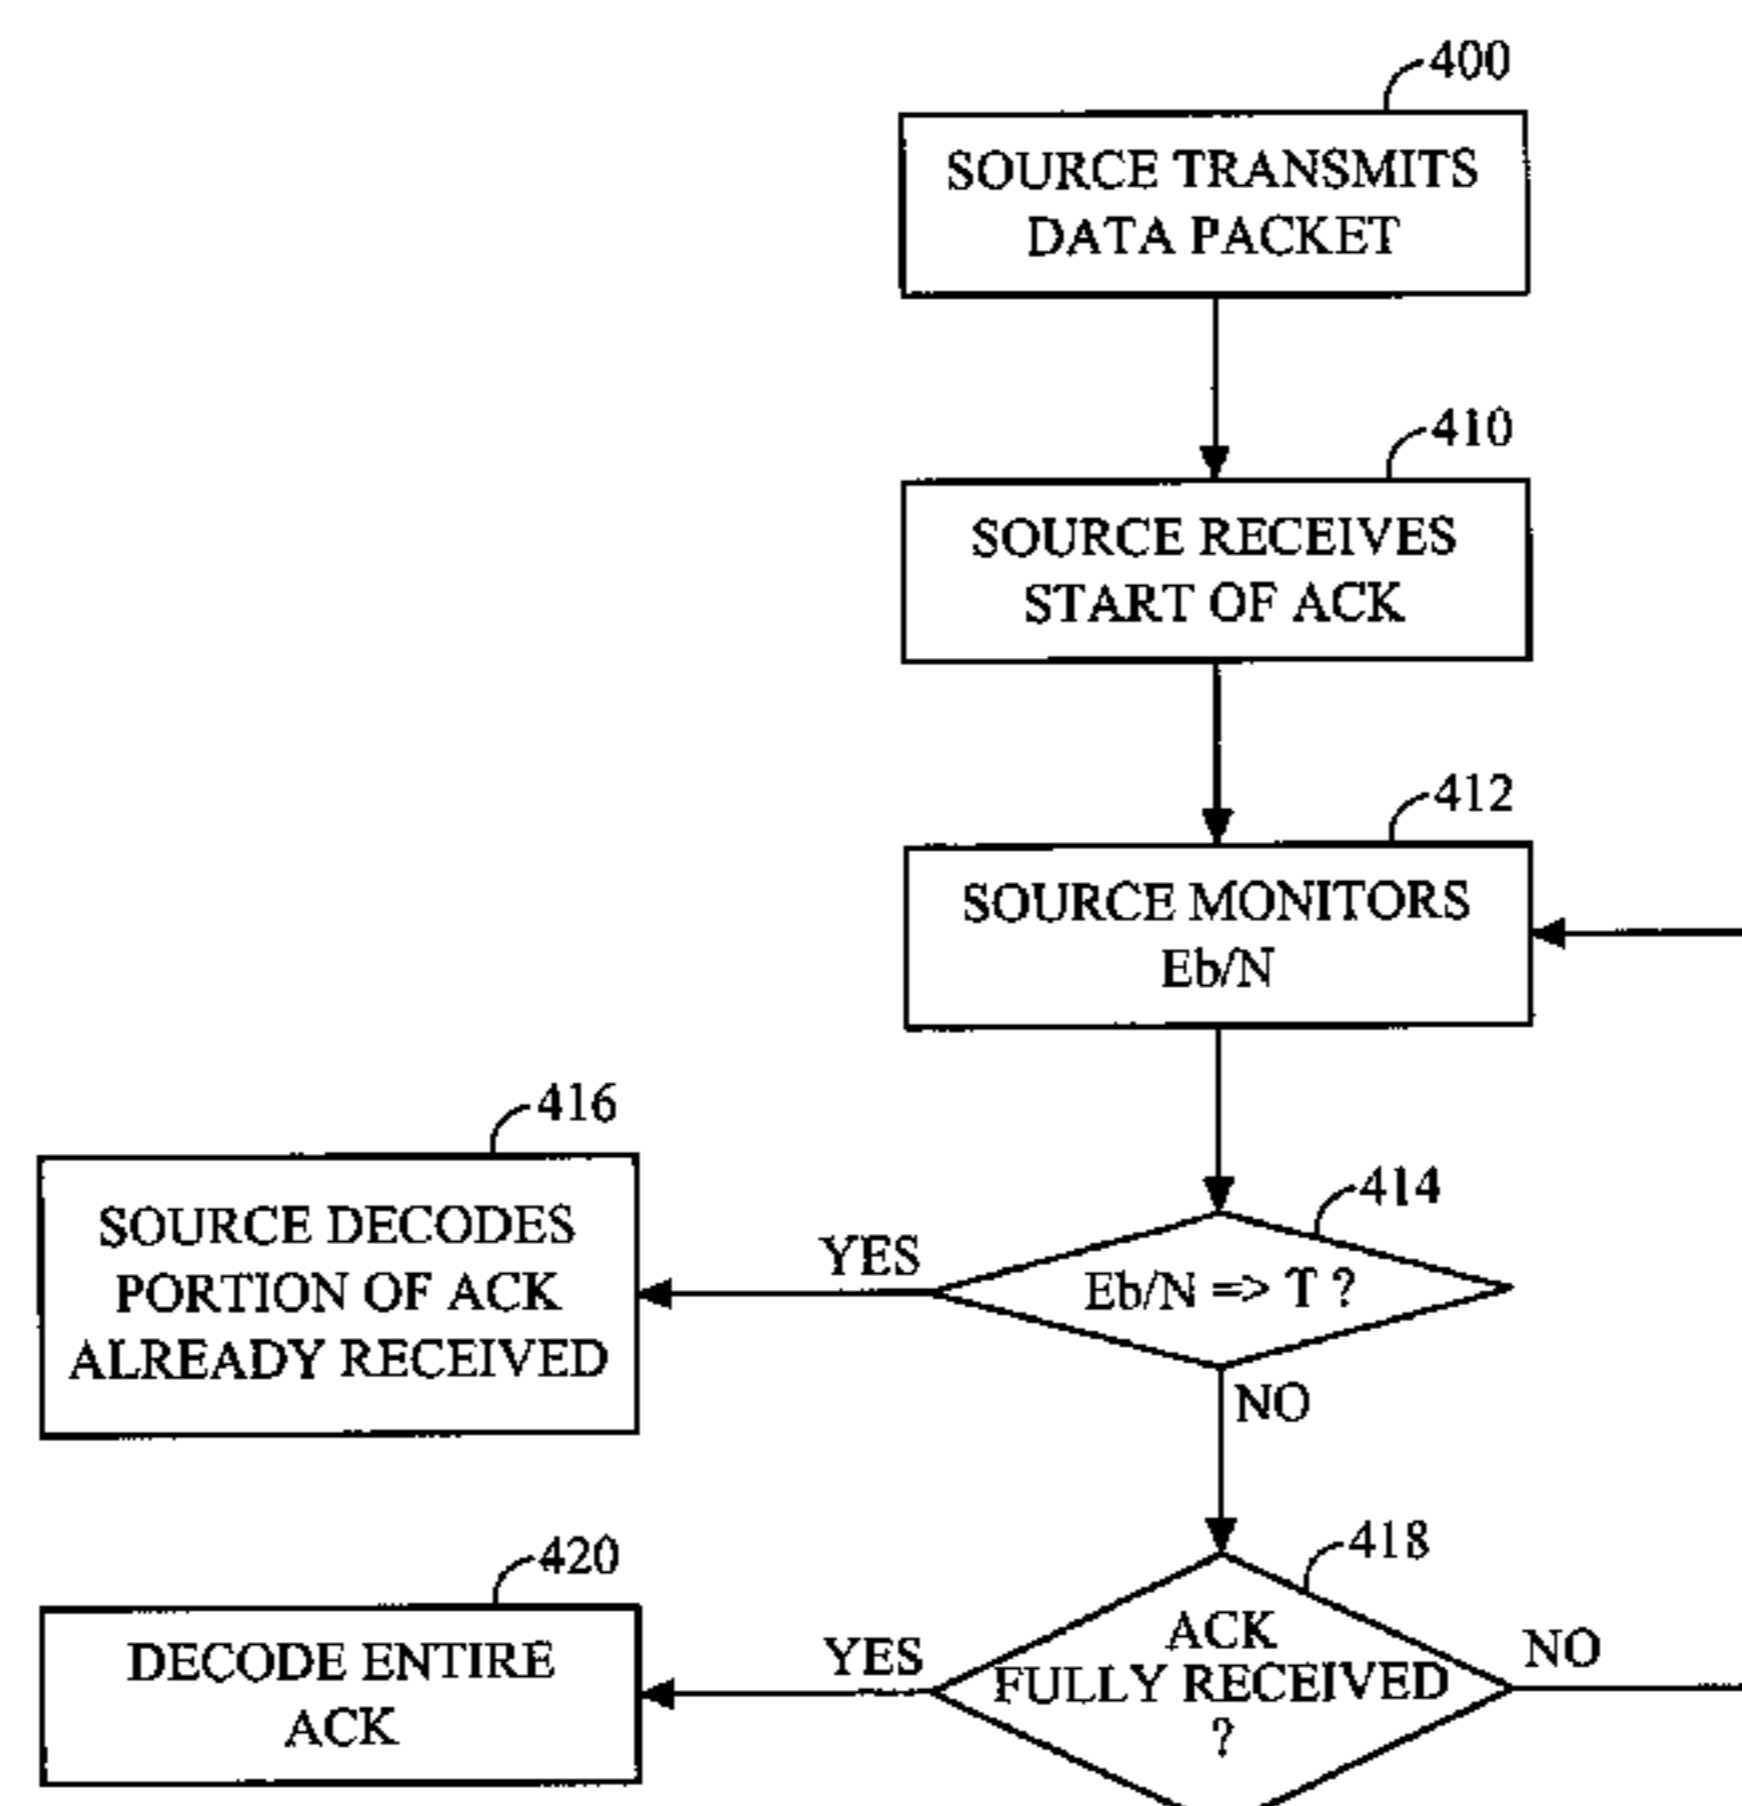 400
SOURCE TRANSMITS
DATA PACKET
410
SOURCE RECEIVES
START OF ACK
412
SOURCE MONITORS
Eb/N
416
SOURCE DECODES
PORTION OF ACK
ALREADY RECEIVED
414
YES
Eb/N => T ?
NO
420
DECODE ENTIRE
ACK
418
YES
ACK
FULLY RECEIVED
?
NO